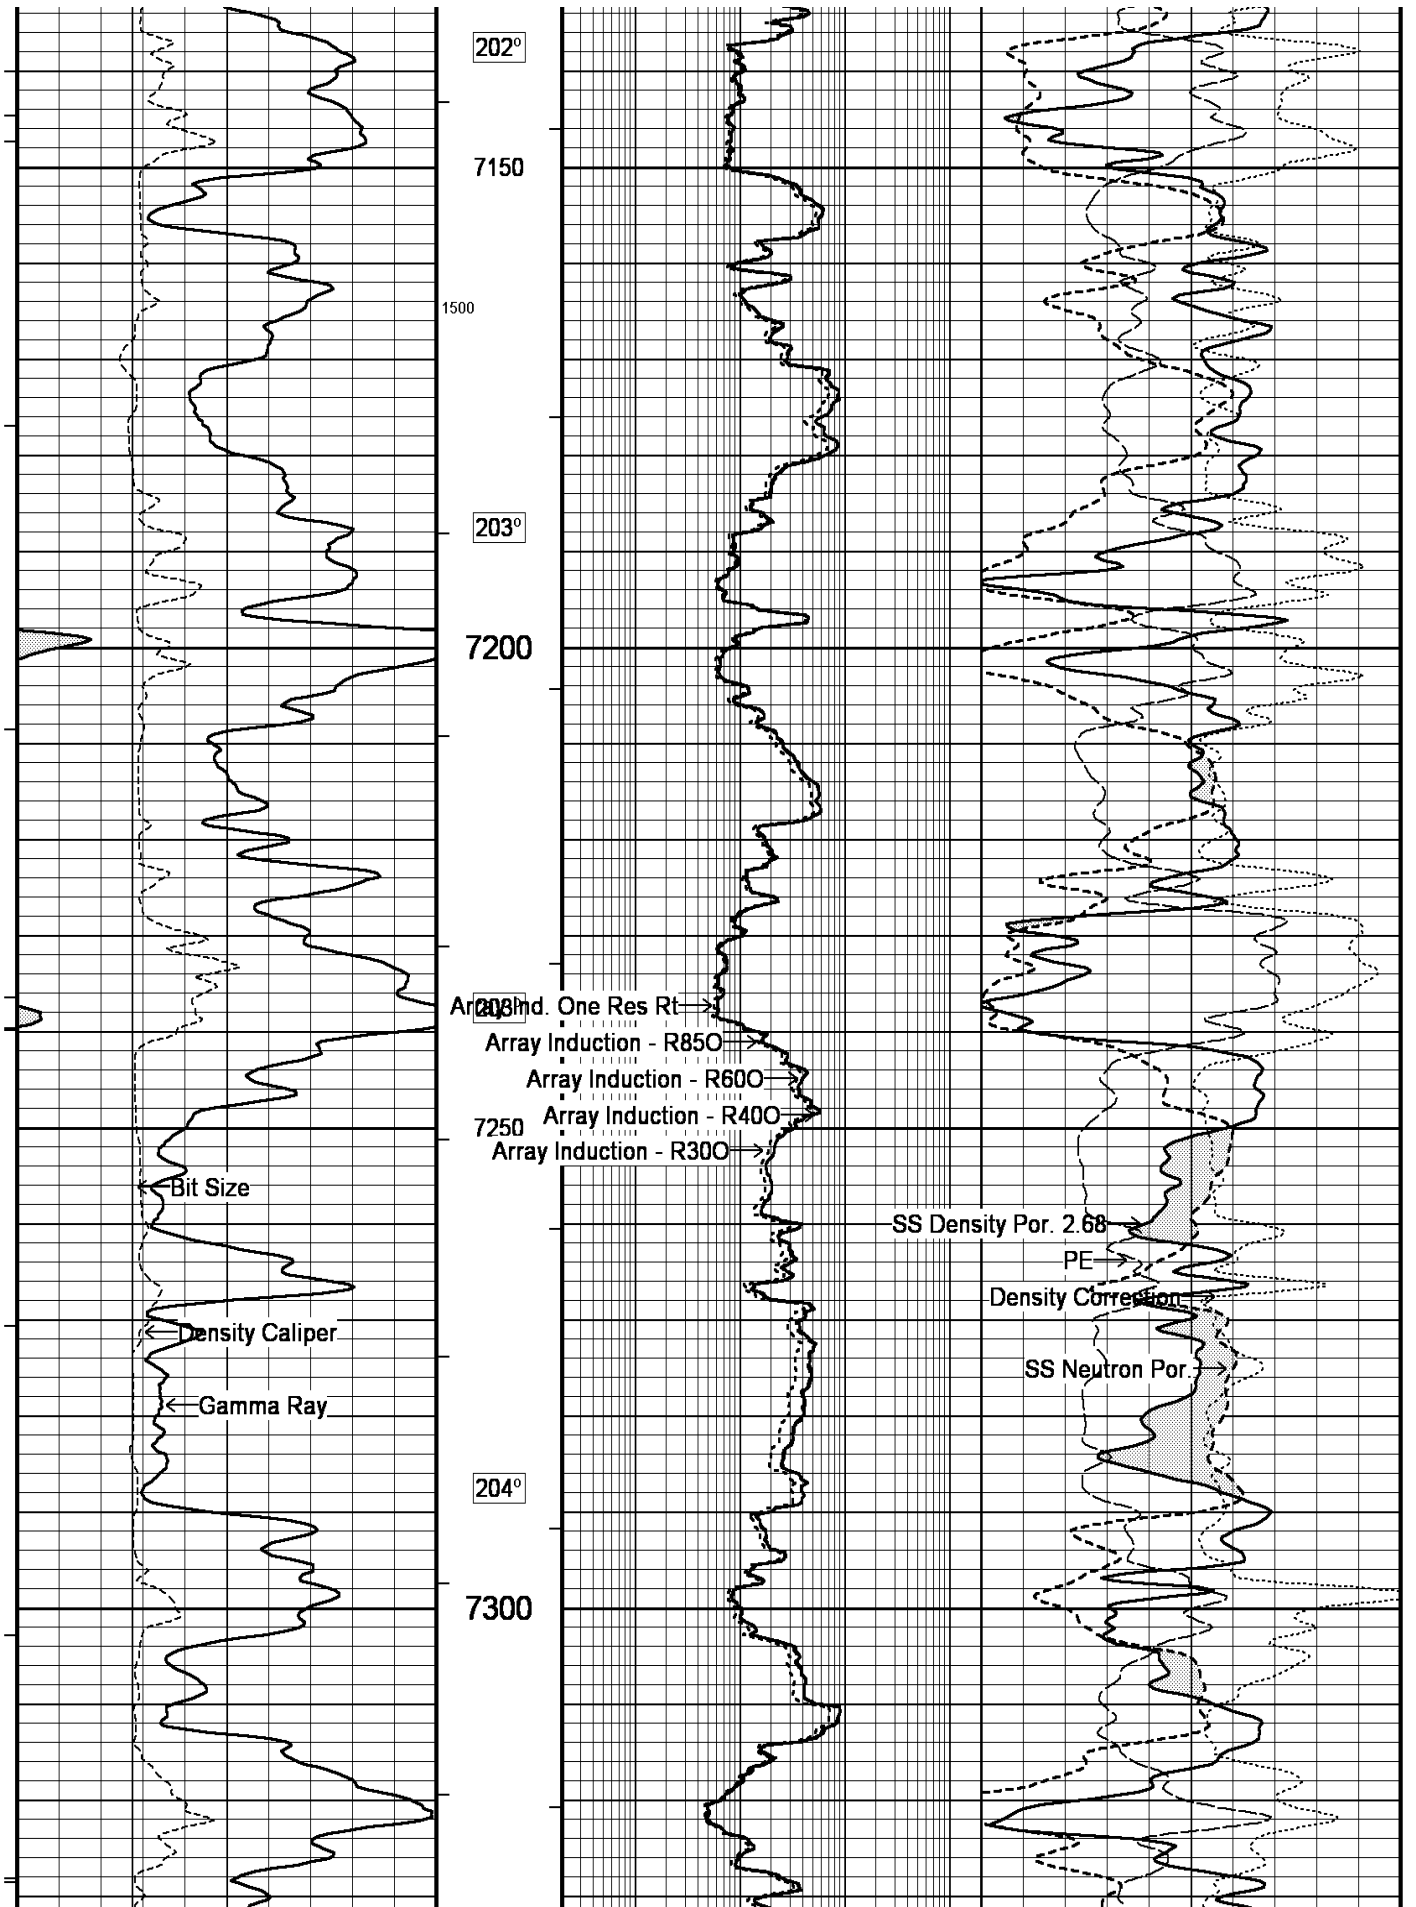 202°
7150
1500
203°
7200
Array Ind. One Res Rt
203°
Array Induction - R85O
Array Induction - R60O
Array Induction - R40O
7250
Array Induction - R30O
Bit Size
SS Density Por. 2.68
PE
Density Correction
Density Caliper
SS Neutron Por.
Gamma Ray
204°
7300